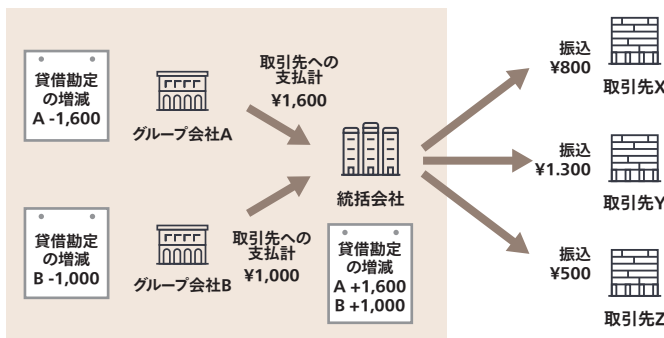 貸借勘定
の増減
A -1,600
グループ会社A
取引先への
支払計
¥1,600
貸借勘定
の増減
B -1,000
グループ会社B
取引先への
支払計
¥1,000
統括会社
貸借勘定
の増減
A +1,600
B +1,000
振込
¥800
取引先X
振込
¥1.300
取引先Y
振込
¥500
取引先Z